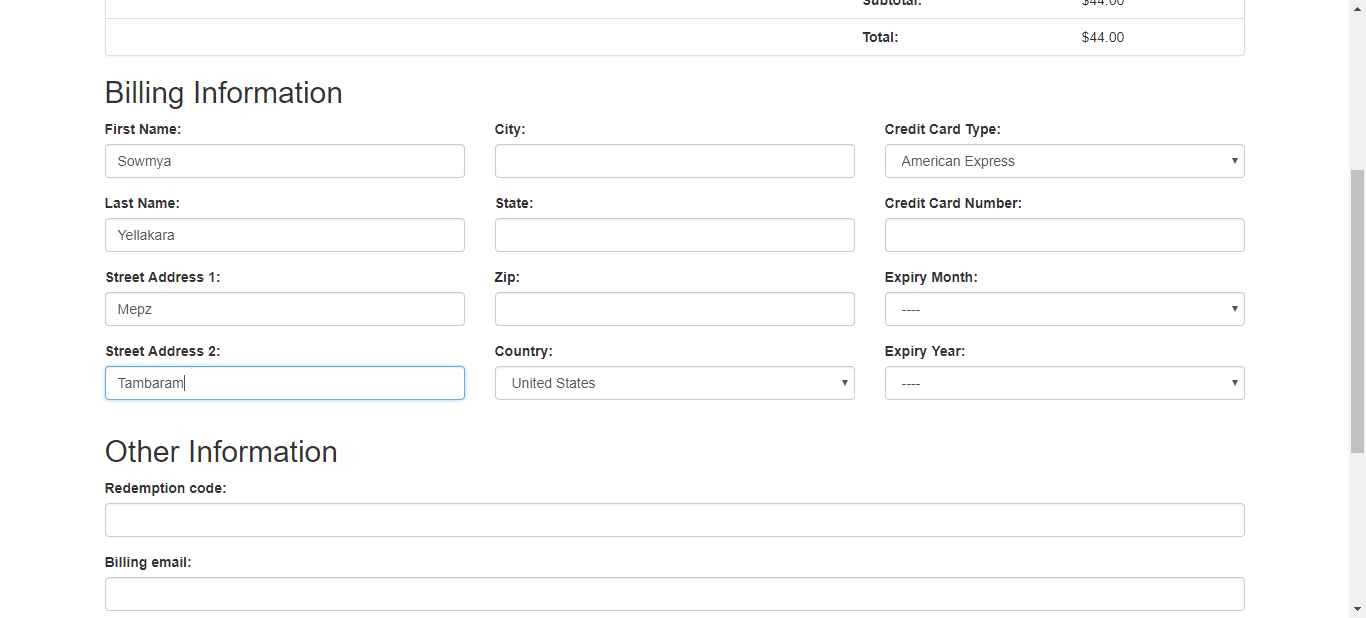 Subtotal: $44.00
Total: $44.00
Billing Information
First Name: City: Credit Card Type:
Sowmya American Express
Last Name: State: Credit Card Number:
Yellakara
Street Address 1: Zip: Expiry Month:
Mepz ----
Street Address 2: Country: Expiry Year:
Tambaram United States ----
Other Information
Redemption code:
Billing email: